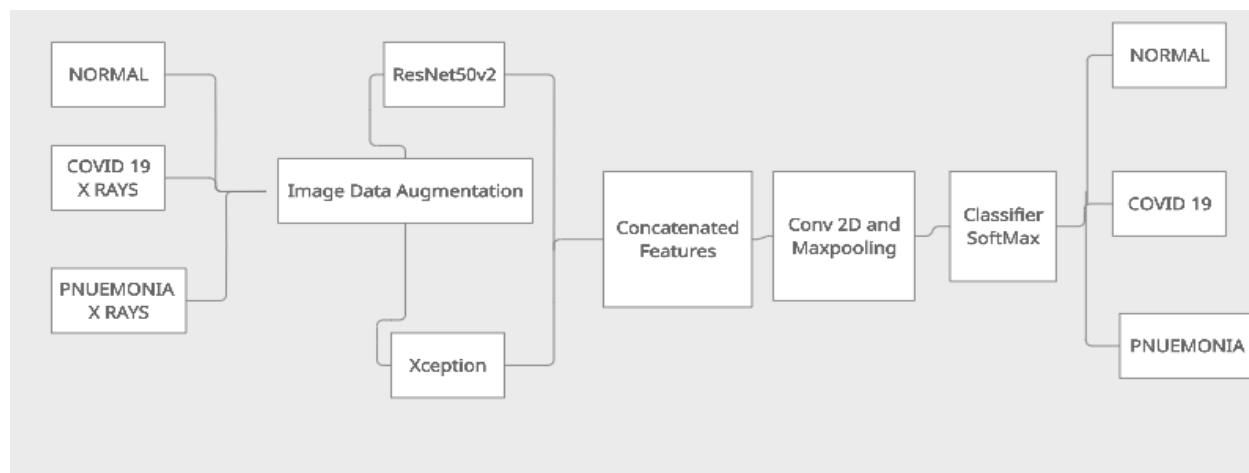 NORMAL
COVID 19
X RAYS
PNUEMONIA
X RAYS
ResNet50v2
Image Data Augmentation
Xception
Concatenated
Features
Conv 2D and
Maxpooling
Classifier
SoftMax
NORMAL
COVID 19
PNUEMONIA